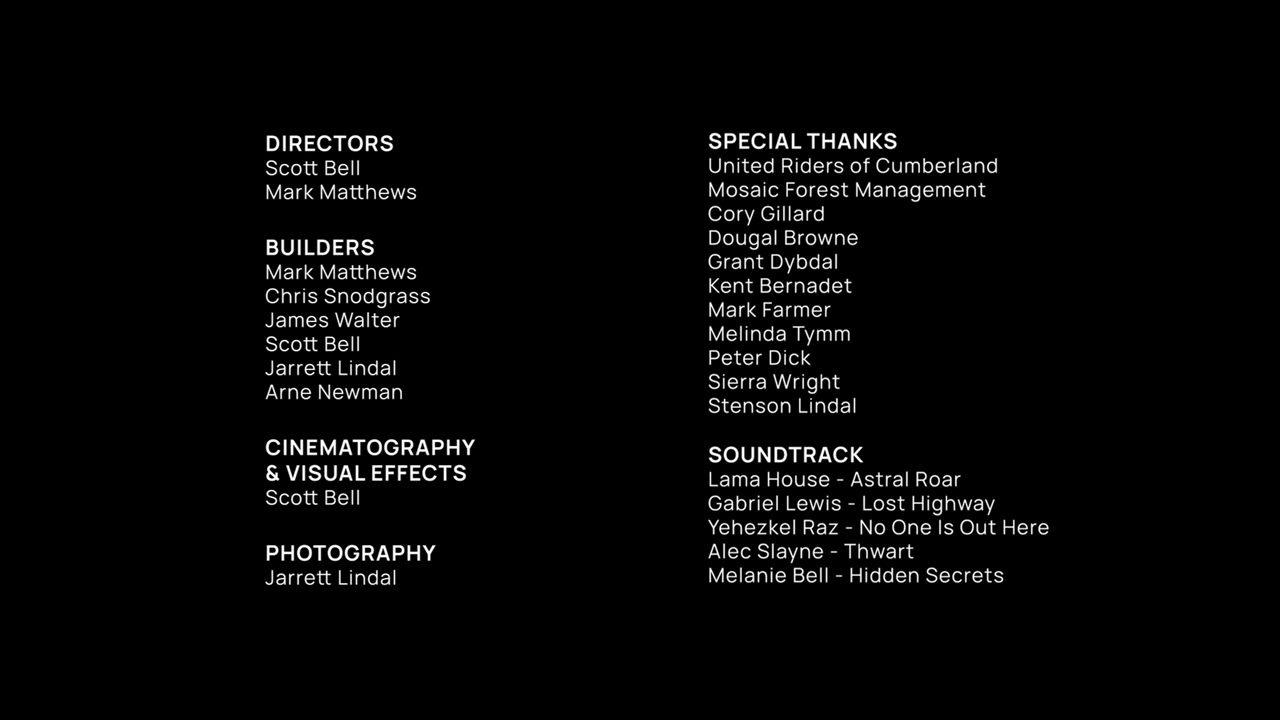 DIRECTORS
Scott Bell
Mark Matthews
BUILDERS
Mark Matthews
Chris Snodgrass
James Walter
Scott Bell
Jarrett Lindal
Arne Newman
CINEMATOGRAPHY
& VISUAL EFFECTS
Scott Bell
PHOTOGRAPHY
Jarrett Lindal
SPECIAL THANKS
United Riders of Cumberland
Mosaic Forest Management
Cory Gillard
Dougal Browne
Grant Dybdal
Kent Bernadet
Mark Farmer
Melinda Tymm
Peter Dick
Sierra Wright
Stenson Lindal
SOUNDTRACK
Lama House - Astral Roar
Gabriel Lewis - Lost Highway
Yehezkel Raz - No One Is Out Here
Alec Slayne - Thwart
Melanie Bell - Hidden Secrets